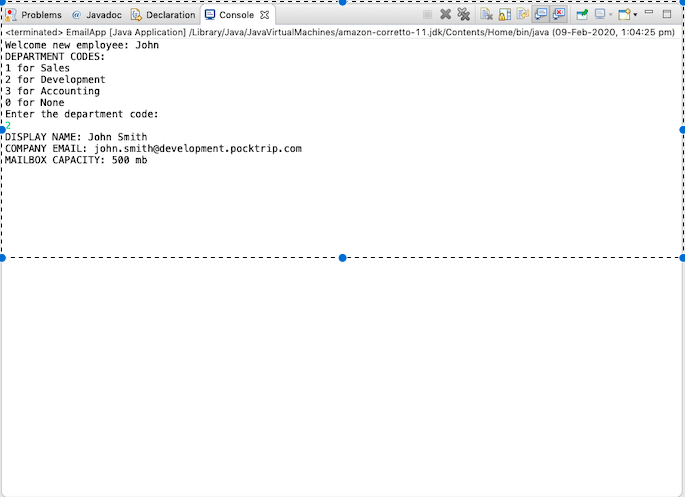 Problems Javadoc Declaration Console
<terminated> EmailApp [Java Application] /Library/Java/JavaVirtualMachines/amazon-corretto-11.jdk/Contents/Home/bin/java (09-Feb-2020, 1:04:25 pm)
Welcome new employee: John
DEPARTMENT CODES:
1 for Sales
2 for Development
3 for Accounting
0 for None
Enter the department code:
2
DISPLAY NAME: John Smith
COMPANY EMAIL: john.smith@development.pocktrip.com
MAILBOX CAPACITY: 500 mb